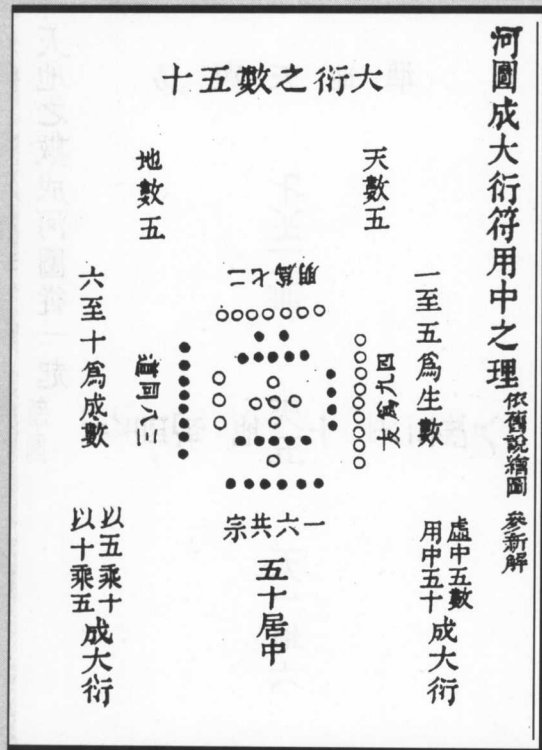 河圖成大衍符用中之理
依舊說繪圖 參新解
大衍之數五十
天數五
地數五
一至五為生數
六至十為成數
二七為朋
四九為友
三八同道
一六共宗
五十居中
虛中五數
用中五十
成大衍
以五乘十
以十乘五
成大衍